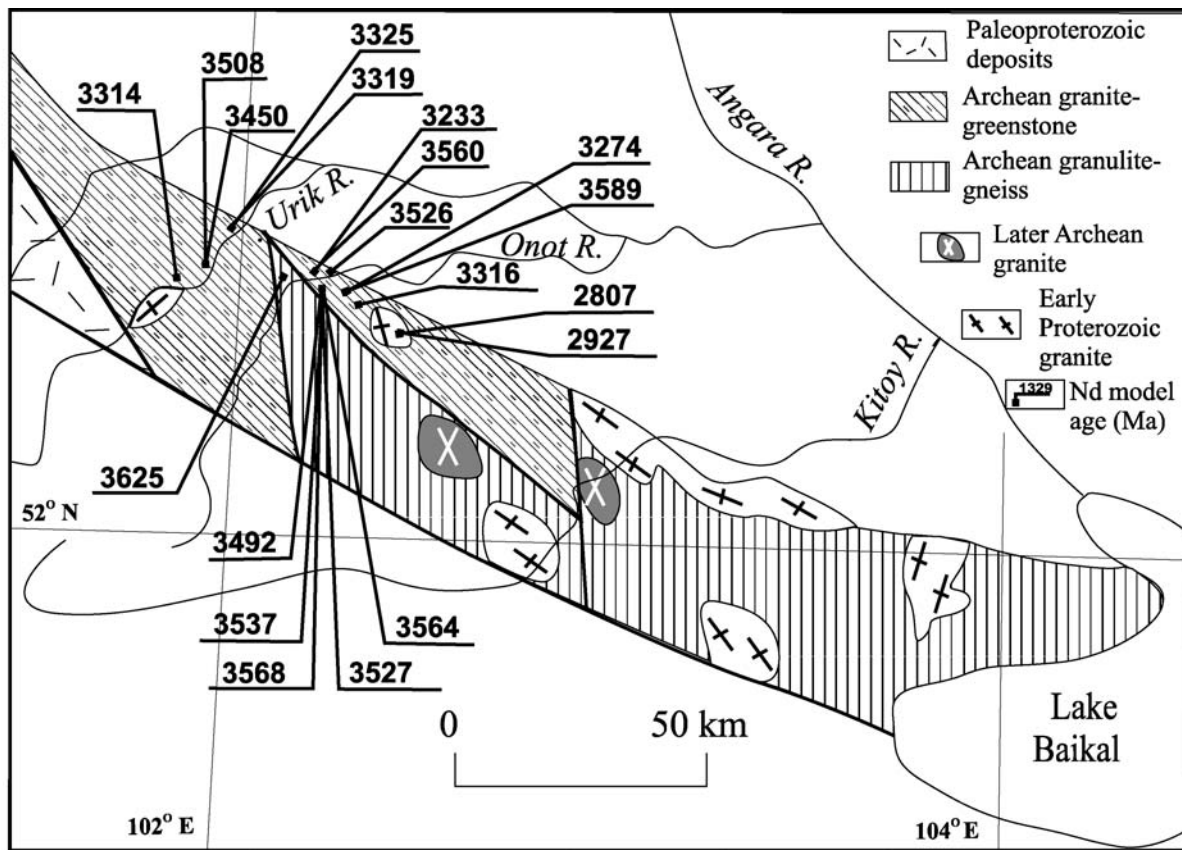 3325
3508
3319
3314
3450
3233
3274
3560
3589
3526
3316
2807
2927
Urik R.
Onot R.
Angara R.
Kitoy R.
3625
52° N
3492
3537
3564
3568
3527
0
50 km
Lake
Baikal
102° E
104° E
Paleoproterozoic
deposits
Archean granite-
greenstone
Archean granulite-
gneiss
Later Archean
granite
Early
Proterozoic
granite
1329
Nd model
age (Ma)